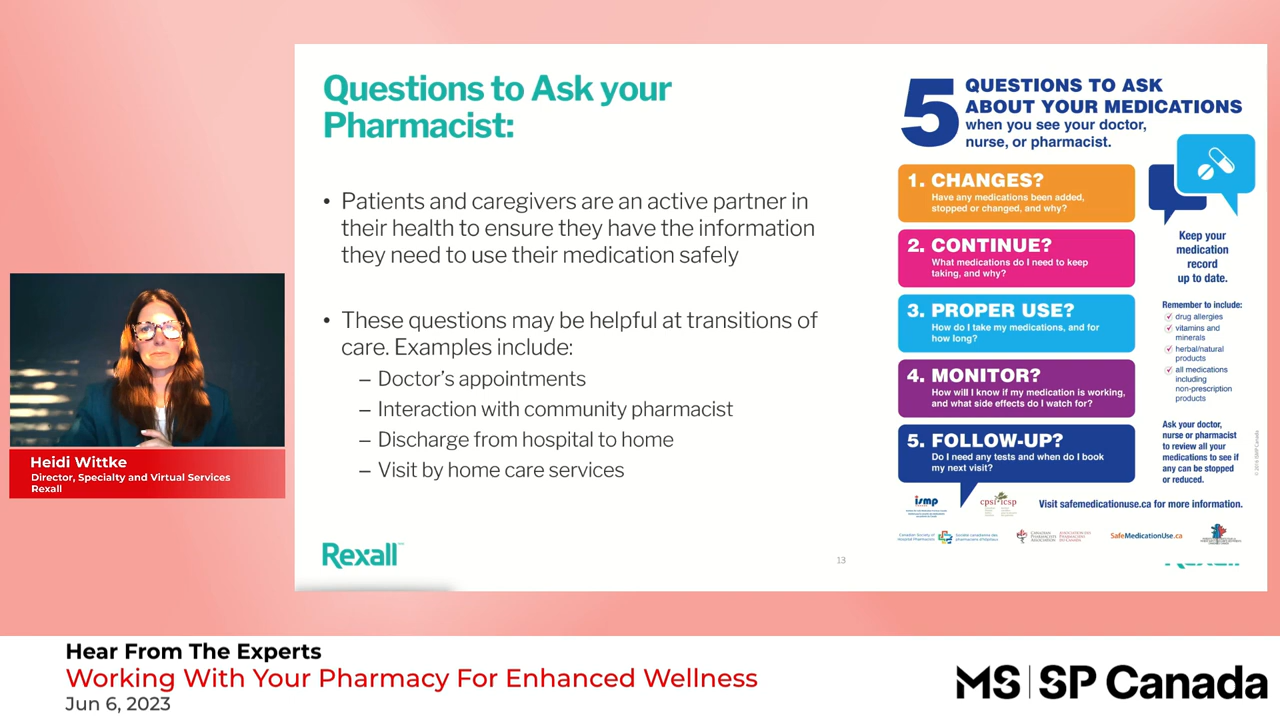 Questions to Ask your
Pharmacist:
• Patients and caregivers are an active partner in
their health to ensure they have the information
they need to use their medication safely
• These questions may be helpful at transitions of
care. Examples include:
– Doctor's appointments
– Interaction with community pharmacist
– Discharge from hospital to home
– Visit by home care services
Rexall
13
5
QUESTIONS TO ASK
ABOUT YOUR MEDICATIONS
when you see your doctor,
nurse, or pharmacist.
1. CHANGES?
Have any medications been added,
stopped or changed, and why?
2. CONTINUE?
What medications do I need to keep
taking, and why?
3. PROPER USE?
How do I take my medications, and for
how long?
4. MONITOR?
How will I know if my medication is working,
and what side effects do I watch for?
5. FOLLOW-UP?
Do I need any tests and when do I book
my next visit?
Keep your
medication
record
up to date.
Remember to include:
drug allergies
vitamins and
minerals
herbal/natural
products
all medications
including
non-prescription
products
Ask your doctor,
nurse or pharmacist
to review all your
medications to see if
any can be stopped
or reduced.
ismp
cpsi icsp
Visit safemedicationuse.ca for more information.
SafeMedicationUse.ca
Heidi Wittke
Director, Specialty and Virtual Services
Rexall
Hear From The Experts
Working With Your Pharmacy For Enhanced Wellness
Jun 6, 2023
MS | SP Canada